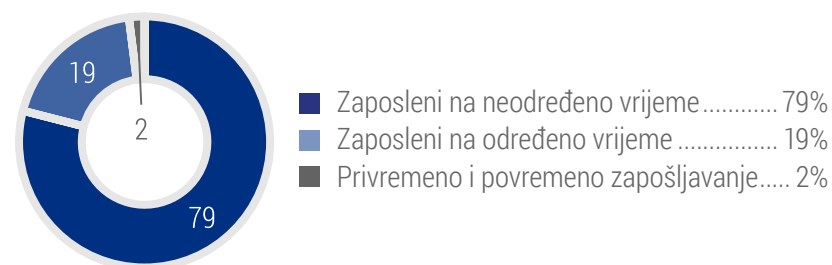 19
2
79
Zaposleni na neodređeno vrijeme............ 79%
Zaposleni na određeno vrijeme ................ 19%
Privremeno i povremeno zapošljavanje..... 2%